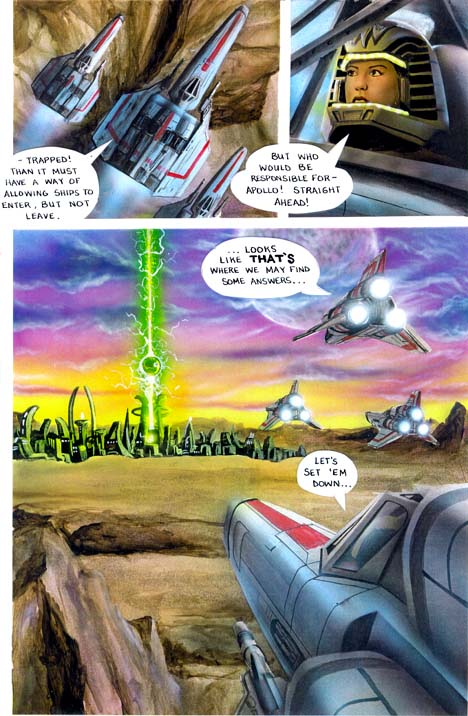 - TRAPPED!
THAN IT MUST
HAVE A WAY OF
ALLOWING SHIPS TO
ENTER, BUT NOT
LEAVE.
BUT WHO
WOULD BE
RESPONSIBLE FOR-
APOLLO! STRAIGHT
AHEAD!
... LOOKS
LIKE THAT'S
WHERE WE MAY FIND
SOME ANSWERS...
LET'S
SET 'EM
DOWN...